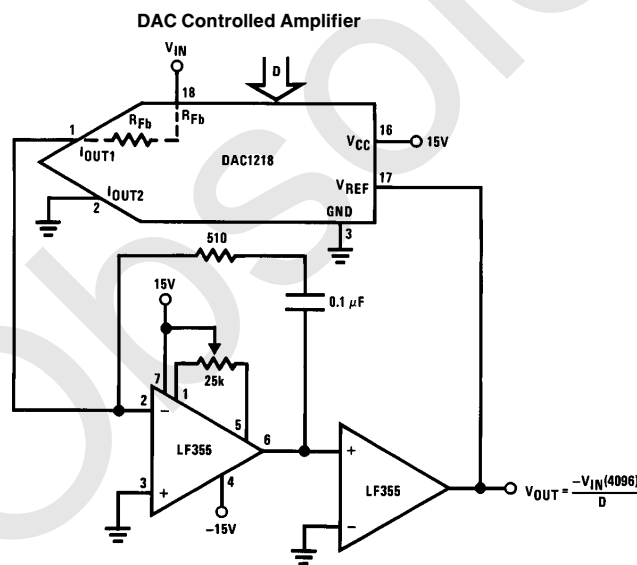 DAC Controlled Amplifier
VIN
D
18
RFb
RFb
1
IOUT1
DAC1218
VCC
16
15V
VREF
17
IOUT2
2
GND
3
510
15V
0.1 μF
25k
7
1
2
−
5
6
LF355
3
+
4
−15V
+
LF355
−
VOUT = −VIN(4096)
D
Obsol